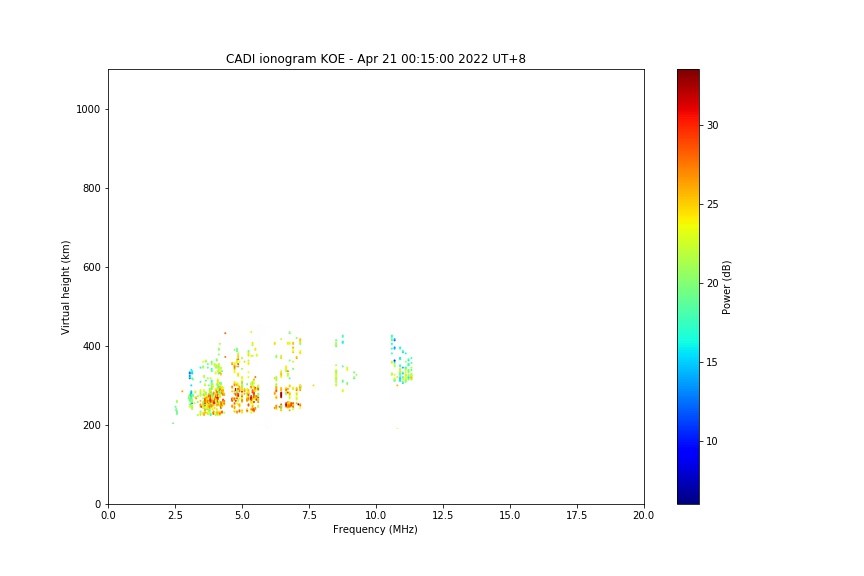 CADI ionogram KOE - Apr 21 00:15:00 2022 UT+8
1000
800
600
400
200
0
Virtual height (km)
0.0 2.5 5.0 7.5 10.0 12.5 15.0 17.5 20.0
Frequency (MHz)
30
25
20
15
10
Power (dB)